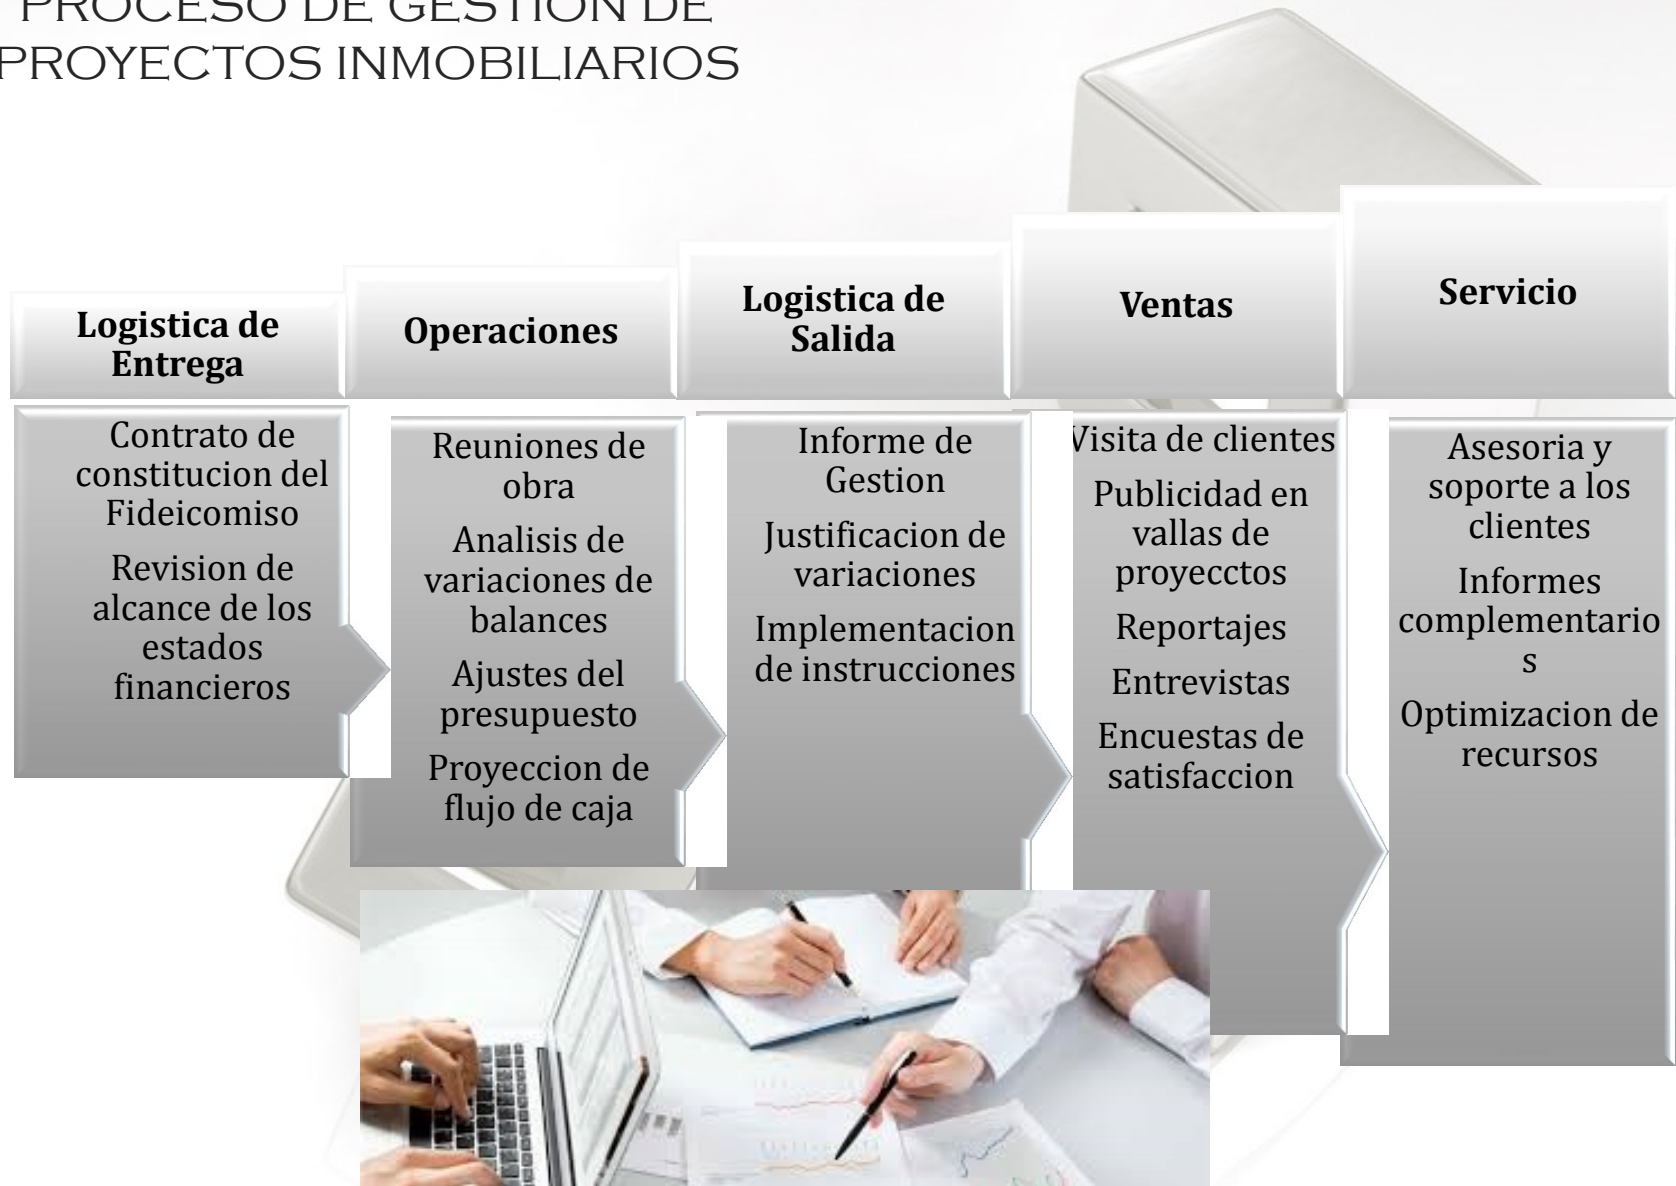 PROCESO DE GESTION DE
PROYECTOS INMOBILIARIOS
Logistica de
Entrega
Contrato de
constitucion del
Fideicomiso
Revision de
alcance de los
estados
financieros
Operaciones
Reuniones de
obra
Analisis de
variaciones de
balances
Ajustes del
presupuesto
Proyeccion de
flujo de caja
Logistica de
Salida
Informe de
Gestion
Justificacion de
variaciones
Implementacion
de instrucciones
Ventas
Visita de clientes
Publicidad en
vallas de
proyecctos
Reportajes
Entrevistas
Encuestas de
satisfaccion
Servicio
Asesoria y
soporte a los
clientes
Informes
complementario
s
Optimizacion de
recursos